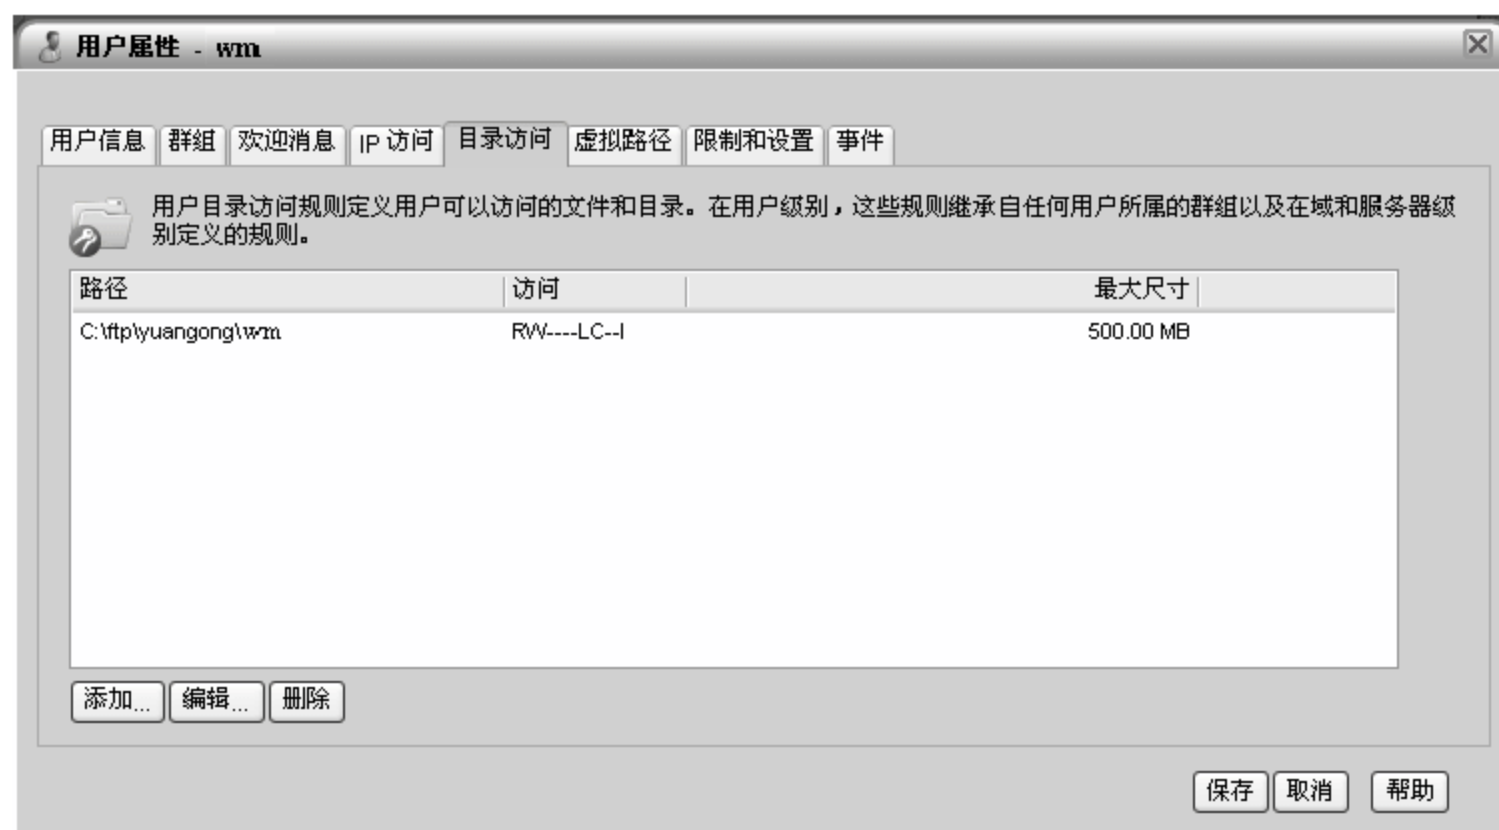 用户属性 - wm
用户信息 群组 欢迎消息 IP 访问 目录访问 虚拟路径 限制和设置 事件
用户目录访问规则定义用户可以访问的文件和目录。在用户级别，这些规则继承自任何用户所属的群组以及在域和服务器级
别定义的规则。
路径 访问 最大尺寸
C:\ftp\yuangong\wm RW----LC--I 500.00 MB
添加... 编辑... 删除
保存 取消 帮助